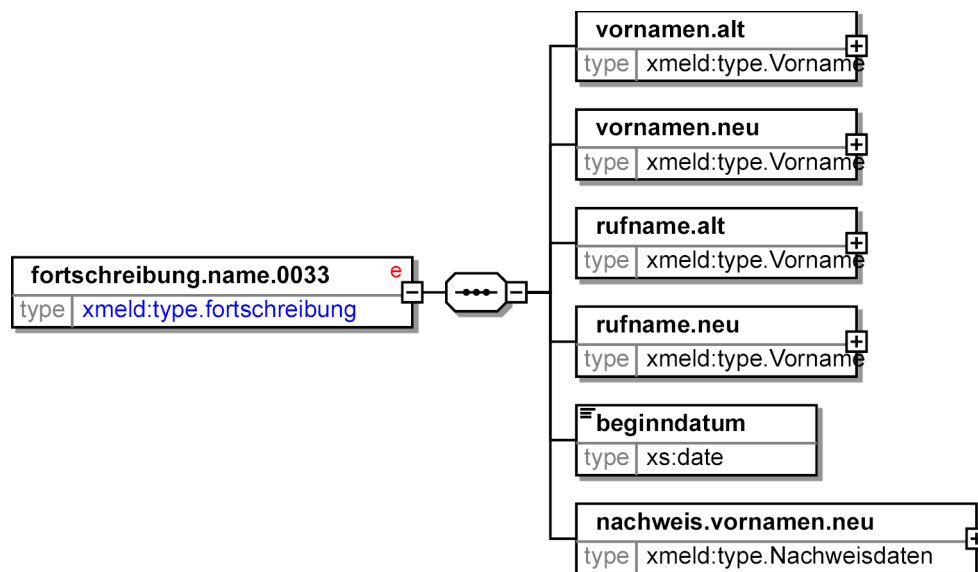 vornamen.alt
type xmeld:type.Vorname
vornamen.neu
type xmeld:type.Vorname
rufname.alt
type xmeld:type.Vorname
fortschreibung.name.0033 e
type xmeld:type.fortschreibung
rufname.neu
type xmeld:type.Vorname
beginndatum
type xs:date
nachweis.vornamen.neu
type xmeld:type.Nachweisdaten